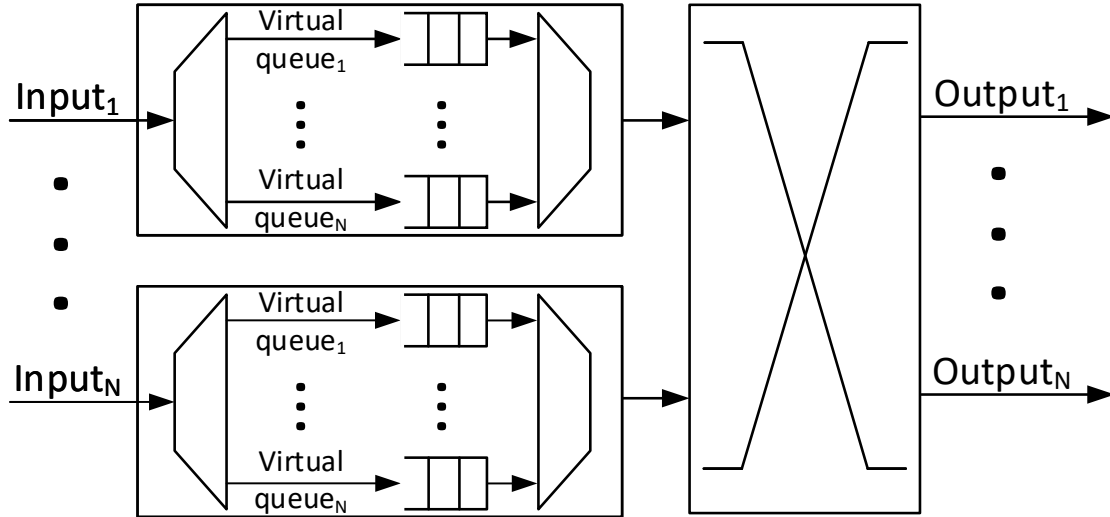 Input₁
Virtual
queue₁
Virtual
queueN
Output₁
InputN
Virtual
queue₁
Virtual
queueN
OutputN